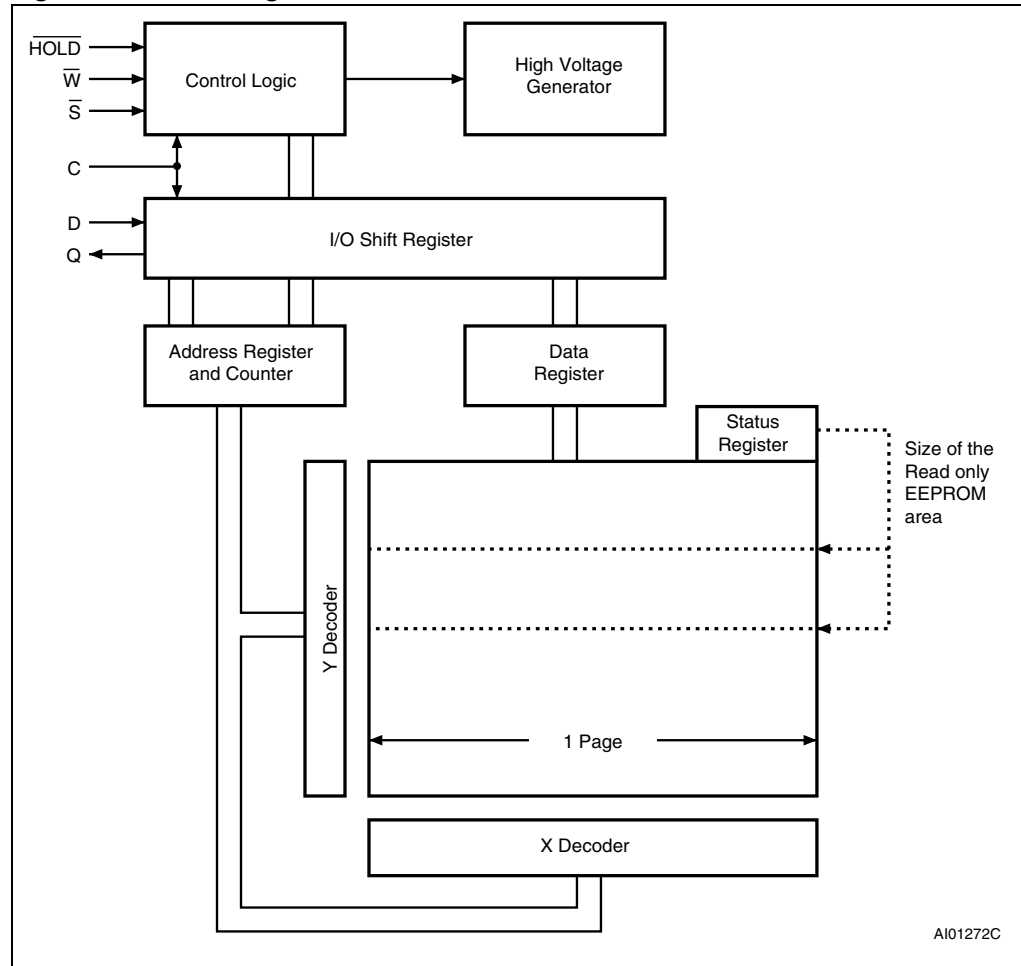 HOLD
W
S
C
D
Q
Control Logic
High Voltage
Generator
I/O Shift Register
Address Register
and Counter
Data
Register
Status
Register
Size of the
Read only
EEPROM
area
Y Decoder
1 Page
X Decoder
AI01272C